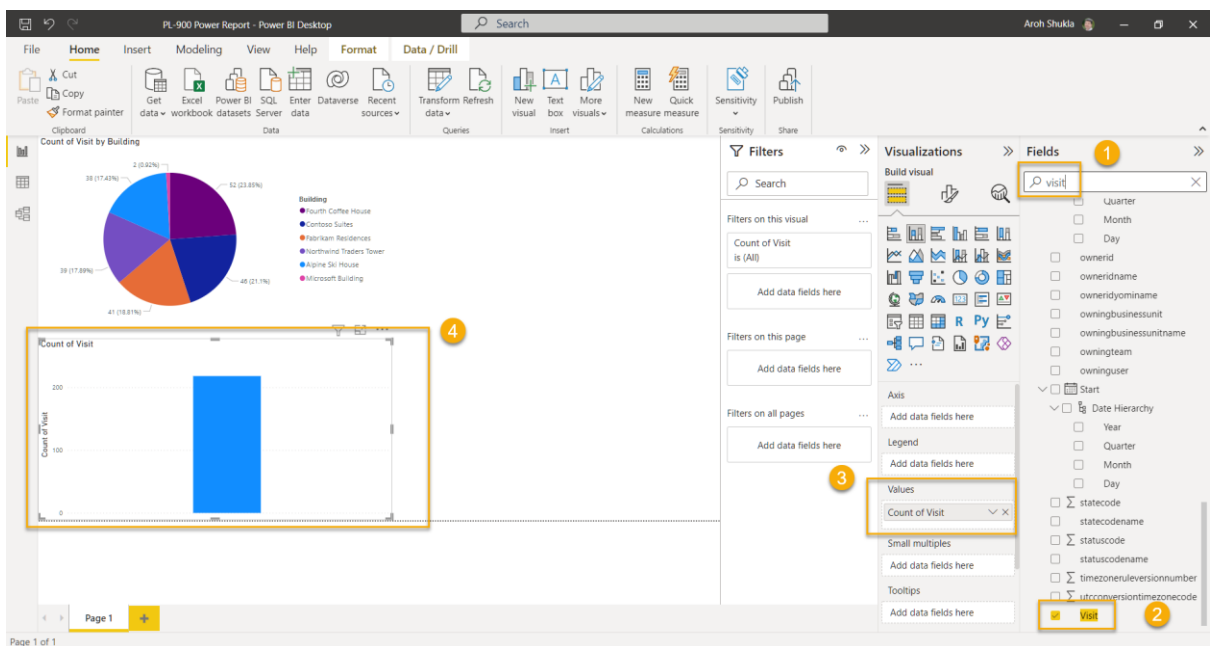 PL-900 Power Report - Power BI Desktop
Search
Aroh Shukla
File Home Insert Modeling View Help Format Data / Drill
Paste
Cut
Copy
Format painter
Clipboard
Get data
Excel workbook
Power BI datasets
SQL Server
Enter data
Dataverse
Recent sources
Data
Transform data
Refresh
Queries
New visual
Text box
More visuals
Insert
New measure
Quick measure
Calculations
Sensitivity
Sensitivity
Publish
Share
Count of Visit by Building
2 (0.92%)
38 (17.43%)
52 (23.85%)
39 (17.89%)
46 (21.1%)
41 (18.81%)
Building
Fourth Coffee House
Contoso Suites
Fabrikam Residences
Northwind Traders Tower
Alpine Ski House
Microsoft Building
4
Count of Visit
200
100
0
Count of Visit
Page 1
Page 1 of 1
Filters
Search
Filters on this visual
...
Count of Visit
is (All)
Add data fields here
Filters on this page
...
Add data fields here
Filters on all pages
...
Add data fields here
Visualizations
Build visual
R
Py
...
Axis
Add data fields here
Legend
Add data fields here
3
Values
Count of Visit
Small multiples
Add data fields here
Tooltips
Add data fields here
Fields
1
visit
Quarter
Month
Day
ownerid
owneridname
owneridyominame
owningbusinessunit
owningbusinessunitname
owningteam
owninguser
Start
Date Hierarchy
Year
Quarter
Month
Day
∑ statecode
statecodename
∑ statuscode
statuscodename
∑ timezoneruleversionnumber
∑ utcconversiontimezonecode
Visit
2